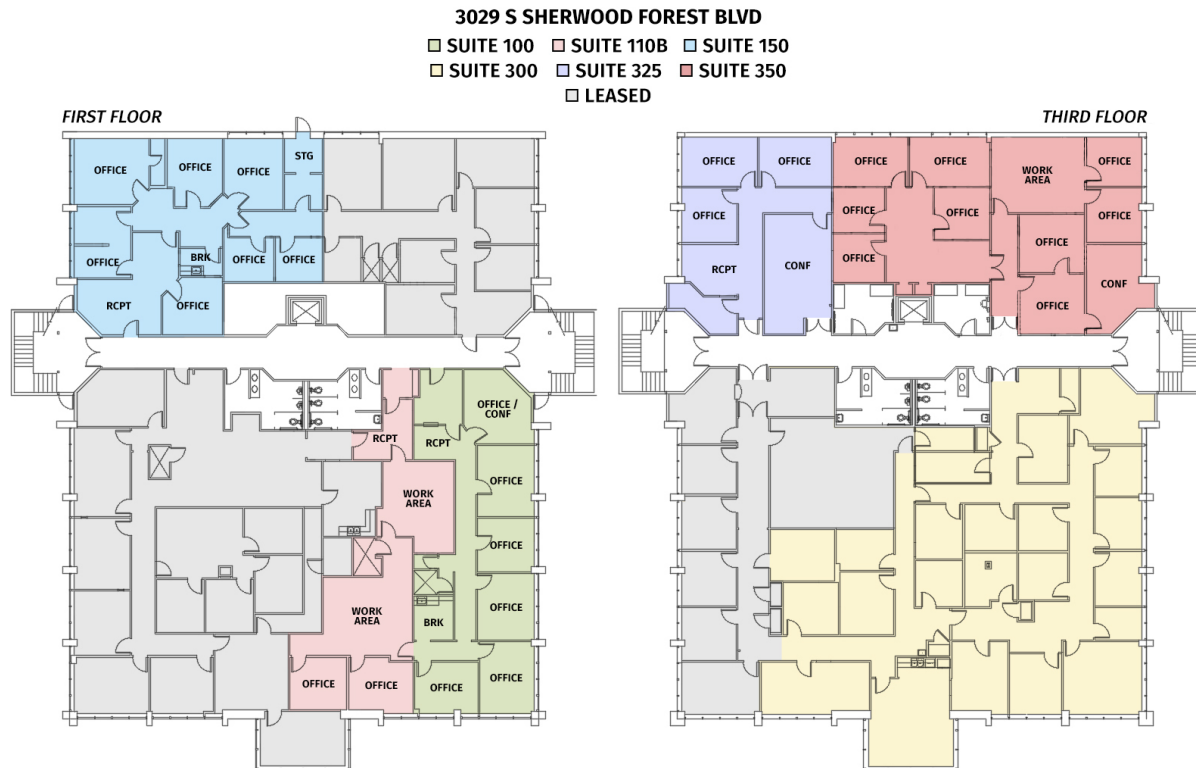 3029 S SHERWOOD FOREST BLVD
SUITE 100 SUITE 110B SUITE 150
SUITE 300 SUITE 325 SUITE 350
LEASED
FIRST FLOOR
OFFICE
OFFICE
OFFICE
STG
OFFICE
BRK
OFFICE
OFFICE
RCPT
OFFICE
OFFICE /
CONF
RCPT
RCPT
OFFICE
WORK
AREA
OFFICE
OFFICE
WORK
AREA
BRK
OFFICE
OFFICE
OFFICE
OFFICE
THIRD FLOOR
OFFICE
OFFICE
OFFICE
OFFICE
WORK
AREA
OFFICE
OFFICE
OFFICE
OFFICE
OFFICE
OFFICE
OFFICE
RCPT
CONF
CONF
OFFICE